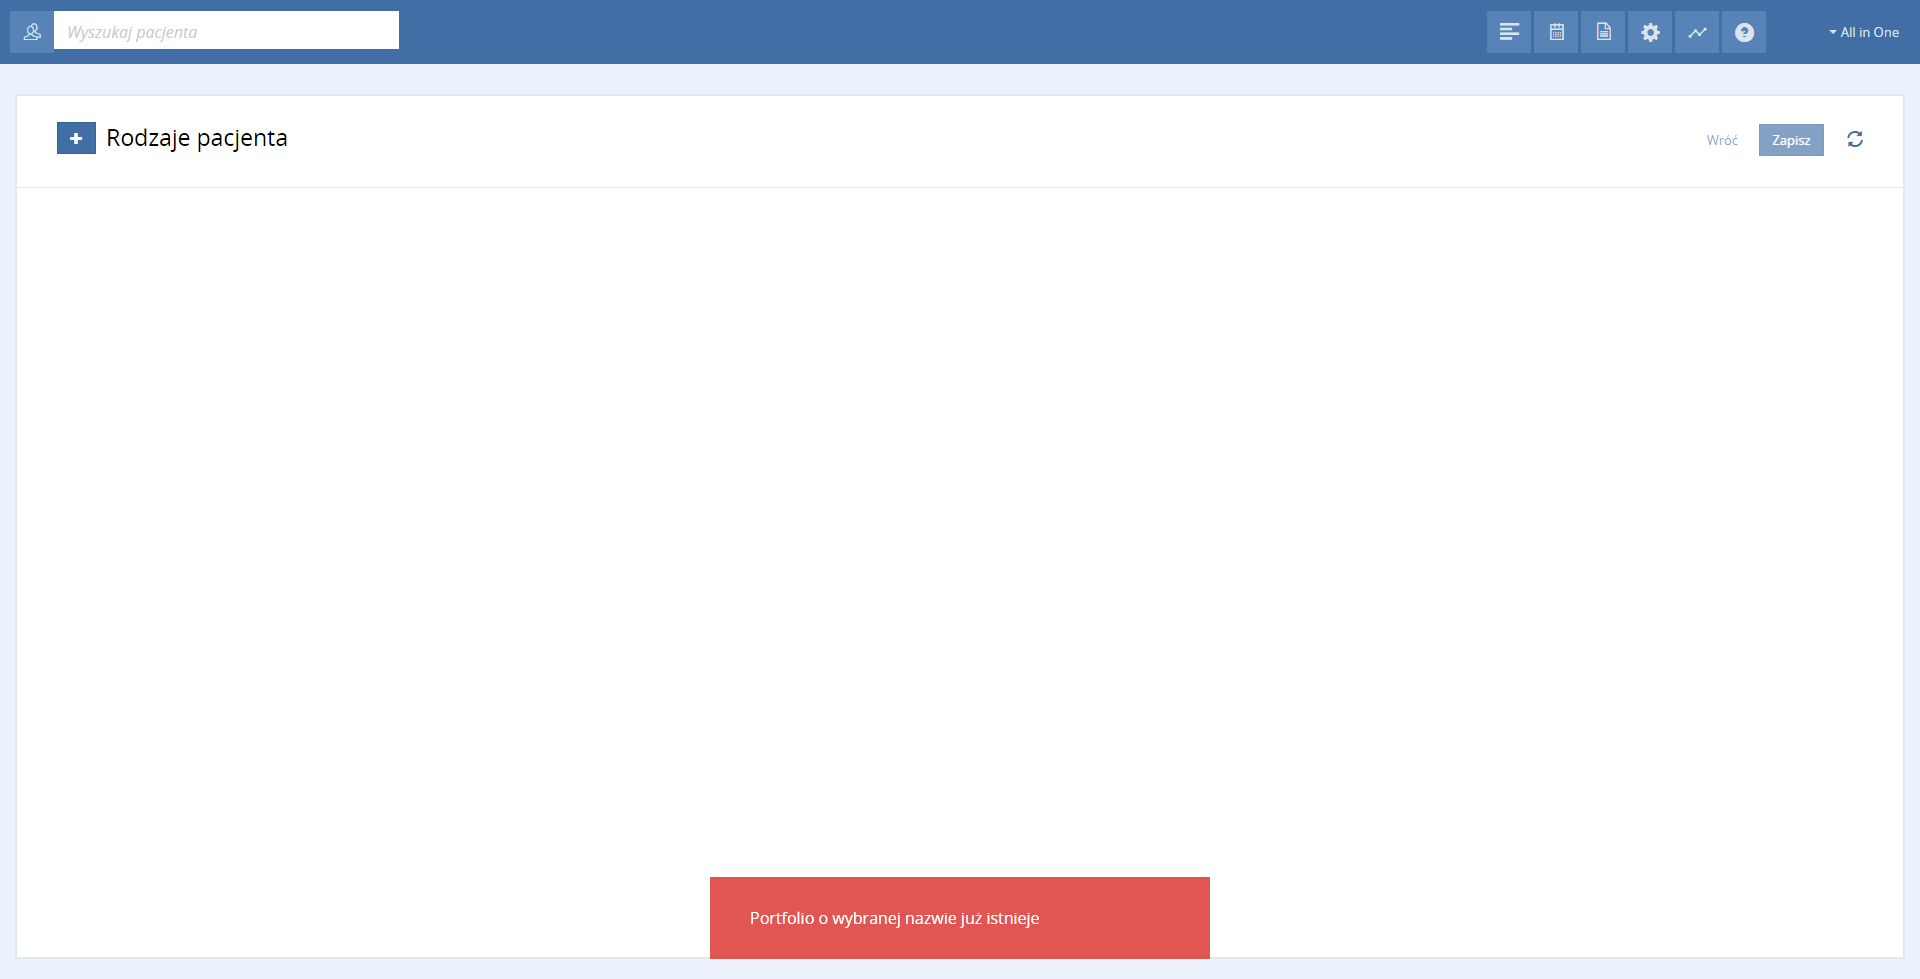 Wyszukaj pacjenta
All in One
Rodzaje pacjenta
Wróć
Zapisz
Portfolio o wybranej nazwie już istnieje